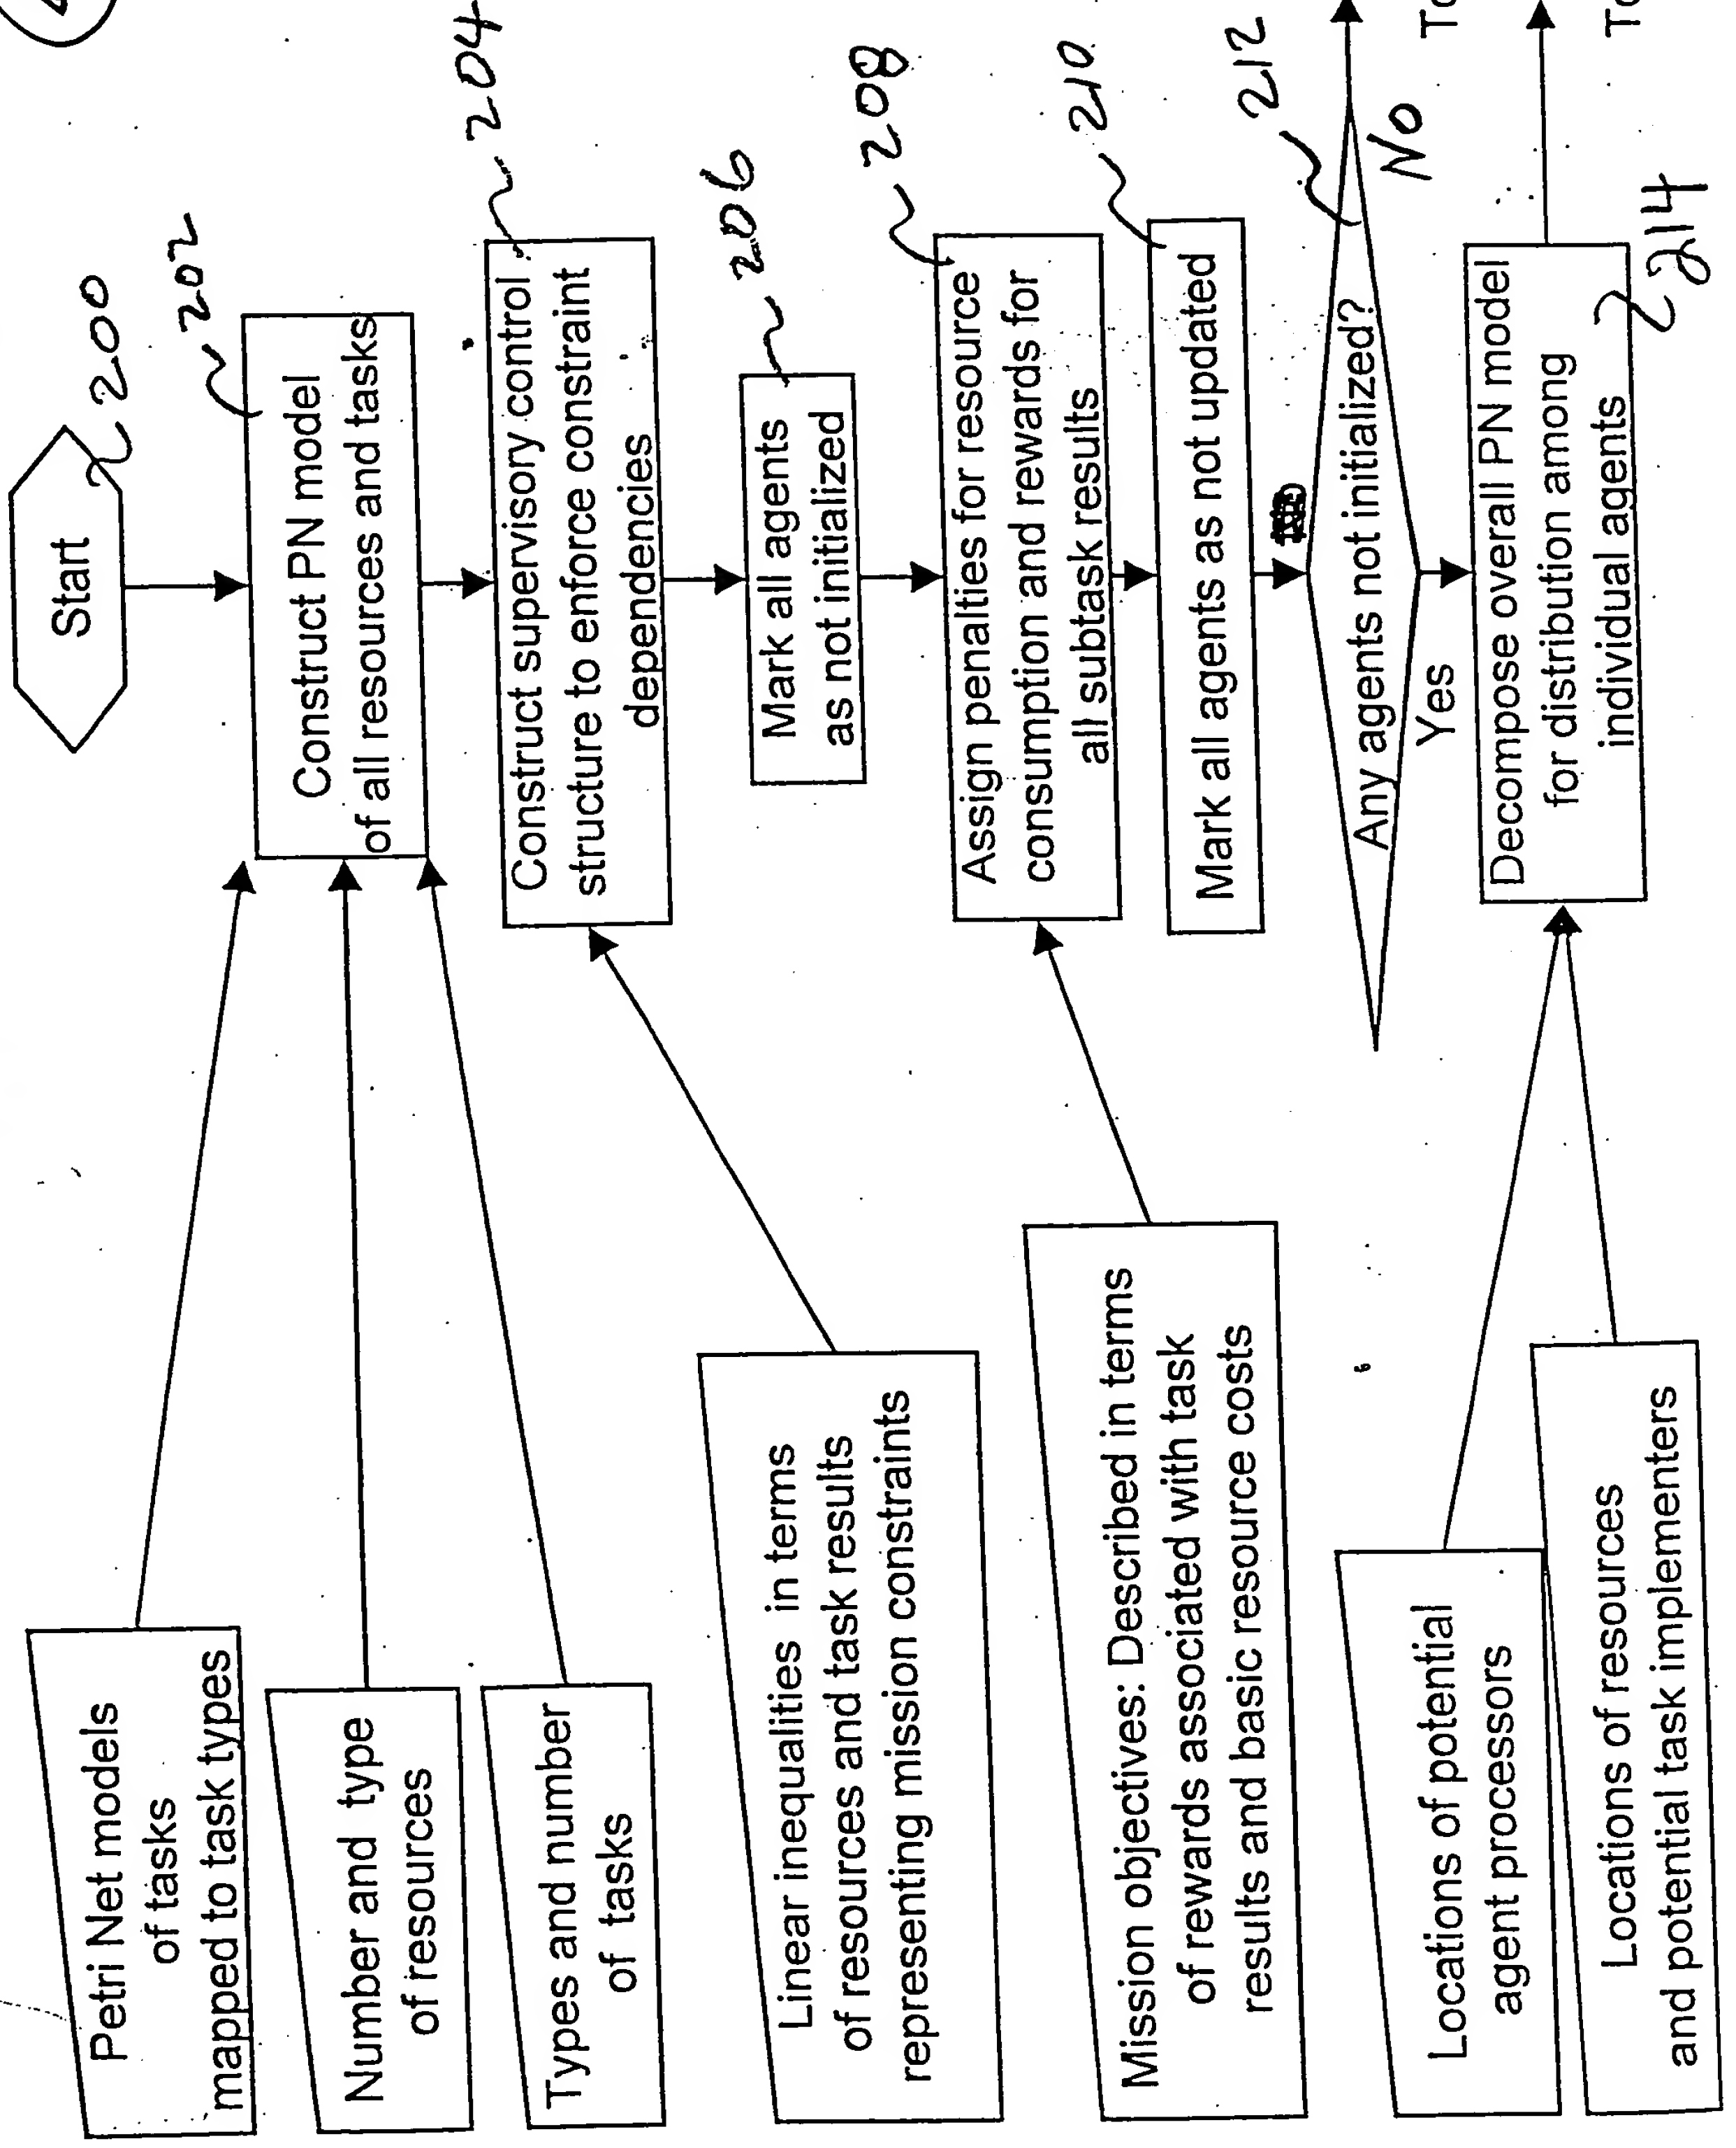 Start
200
202
Construct PN model
of all resources and tasks
Petri Net models
of tasks
mapped to task types
Number and type
of resources
Types and number
of tasks
204
Construct supervisory control
structure to enforce constraint
dependencies
206
Mark all agents
as not initialized
Linear inequalities in terms
of resources and task results
representing mission constraints
208
Assign penalties for resource
consumption and rewards for
all subtask results
Mission objectives: Described in terms
of rewards associated with task
results and basic resource costs
210
Mark all agents as not updated
212
Any agents not initialized?
No
Yes
To
Decompose overall PN model
for distribution among
individual agents
214
To
Locations of potential
agent processors
Locations of resources
and potential task implementers